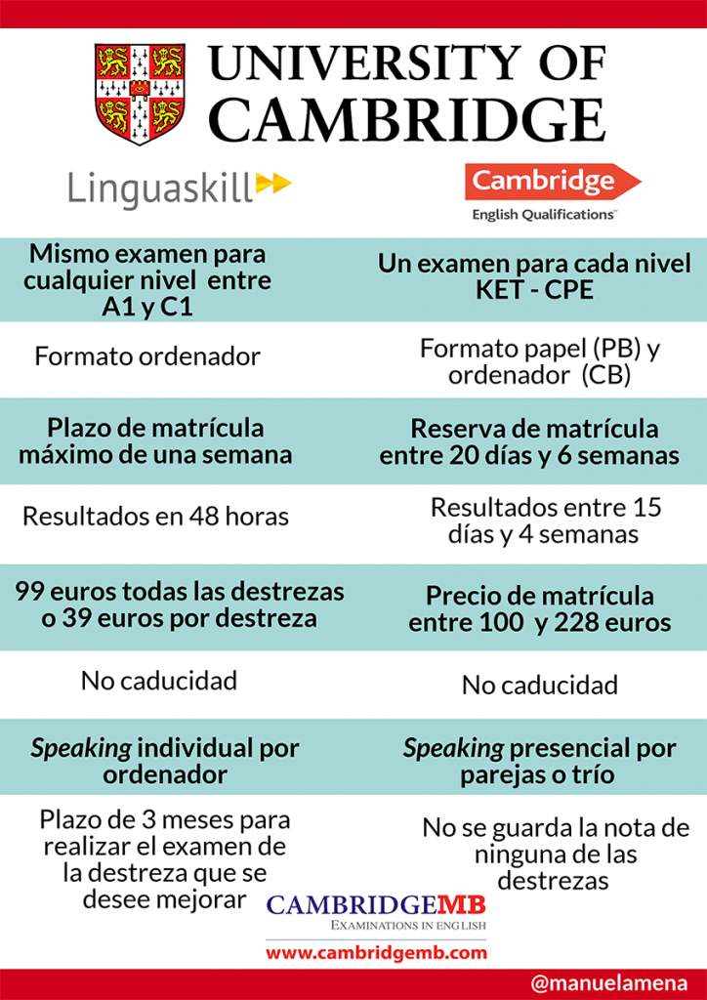 UNIVERSITY OF
CAMBRIDGE
Linguaskill
Cambridge
English Qualifications™
Mismo examen para
cualquier nivel entre
A1 y C1
Un examen para cada nivel
KET - CPE
Formato ordenador
Formato papel (PB) y
ordenador (CB)
Plazo de matrícula
máximo de una semana
Reserva de matrícula
entre 20 días y 6 semanas
Resultados en 48 horas
Resultados entre 15
días y 4 semanas
99 euros todas las destrezas
o 39 euros por destreza
Precio de matrícula
entre 100 y 228 euros
No caducidad
No caducidad
Speaking individual por
ordenador
Speaking presencial por
parejas o trío
Plazo de 3 meses para
realizar el examen de
la destreza que se
desee mejorar
No se guarda la nota de
ninguna de las
destrezas
CAMBRIDGEMB
EXAMINATIONS IN ENGLISH
www.cambridgemb.com
@manuelamena